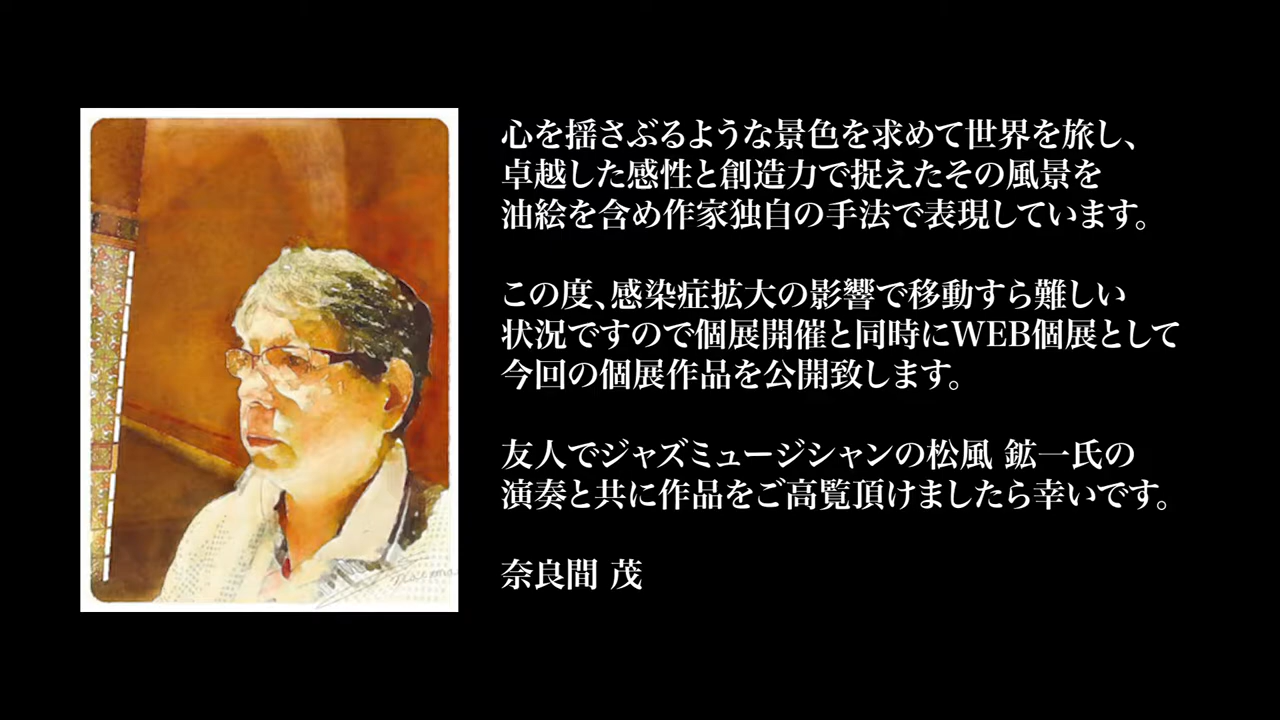 心を揺さぶるような景色を求めて世界を旅し、
卓越した感性と創造力で捉えたその風景を
油絵を含め作家独自の手法で表現しています。
この度、感染症拡大の影響で移動すら難しい
状況ですので個展開催と同時にWEB個展として
今回の個展作品を公開致します。
友人でジャズミュージシャンの松風 鉱一氏の
演奏と共に作品をご高覧頂けましたら幸いです。
奈良間 茂